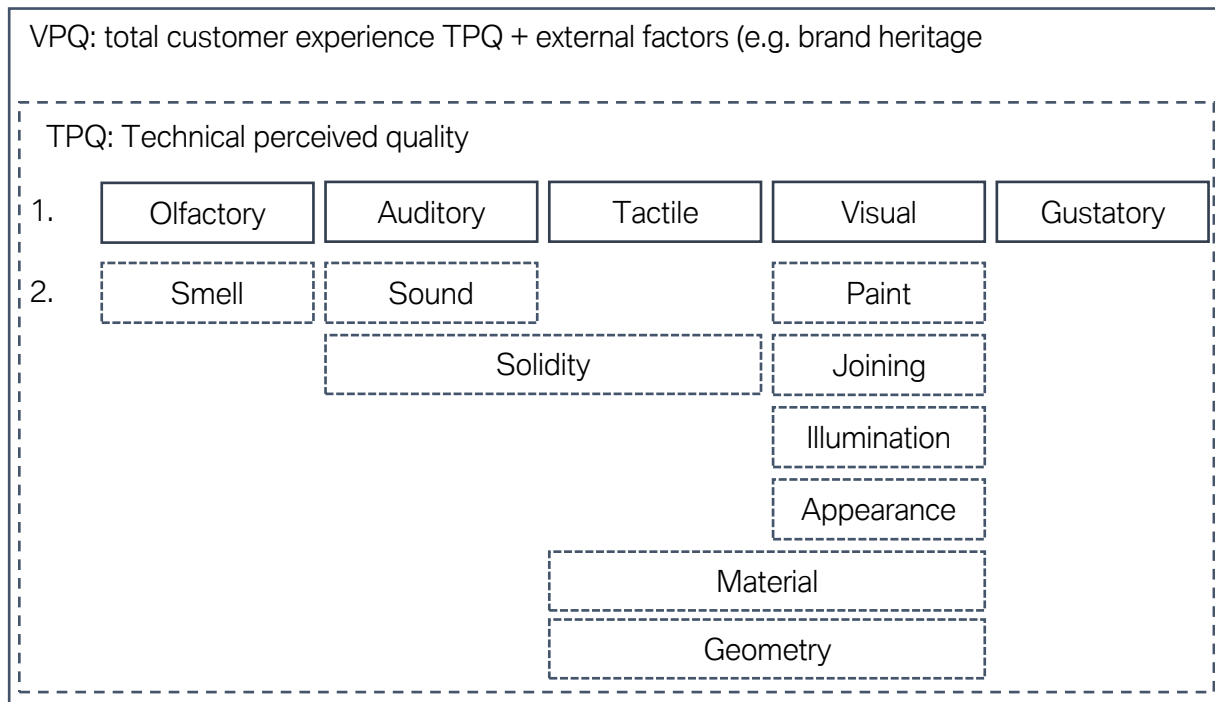 VPQ: total customer experience TPQ + external factors (e.g. brand heritage
TPQ: Technical perceived quality
1. Olfactory Auditory Tactile Visual Gustatory
2. Smell Sound Paint
Solidity Joining
Illumination
Appearance
Material
Geometry